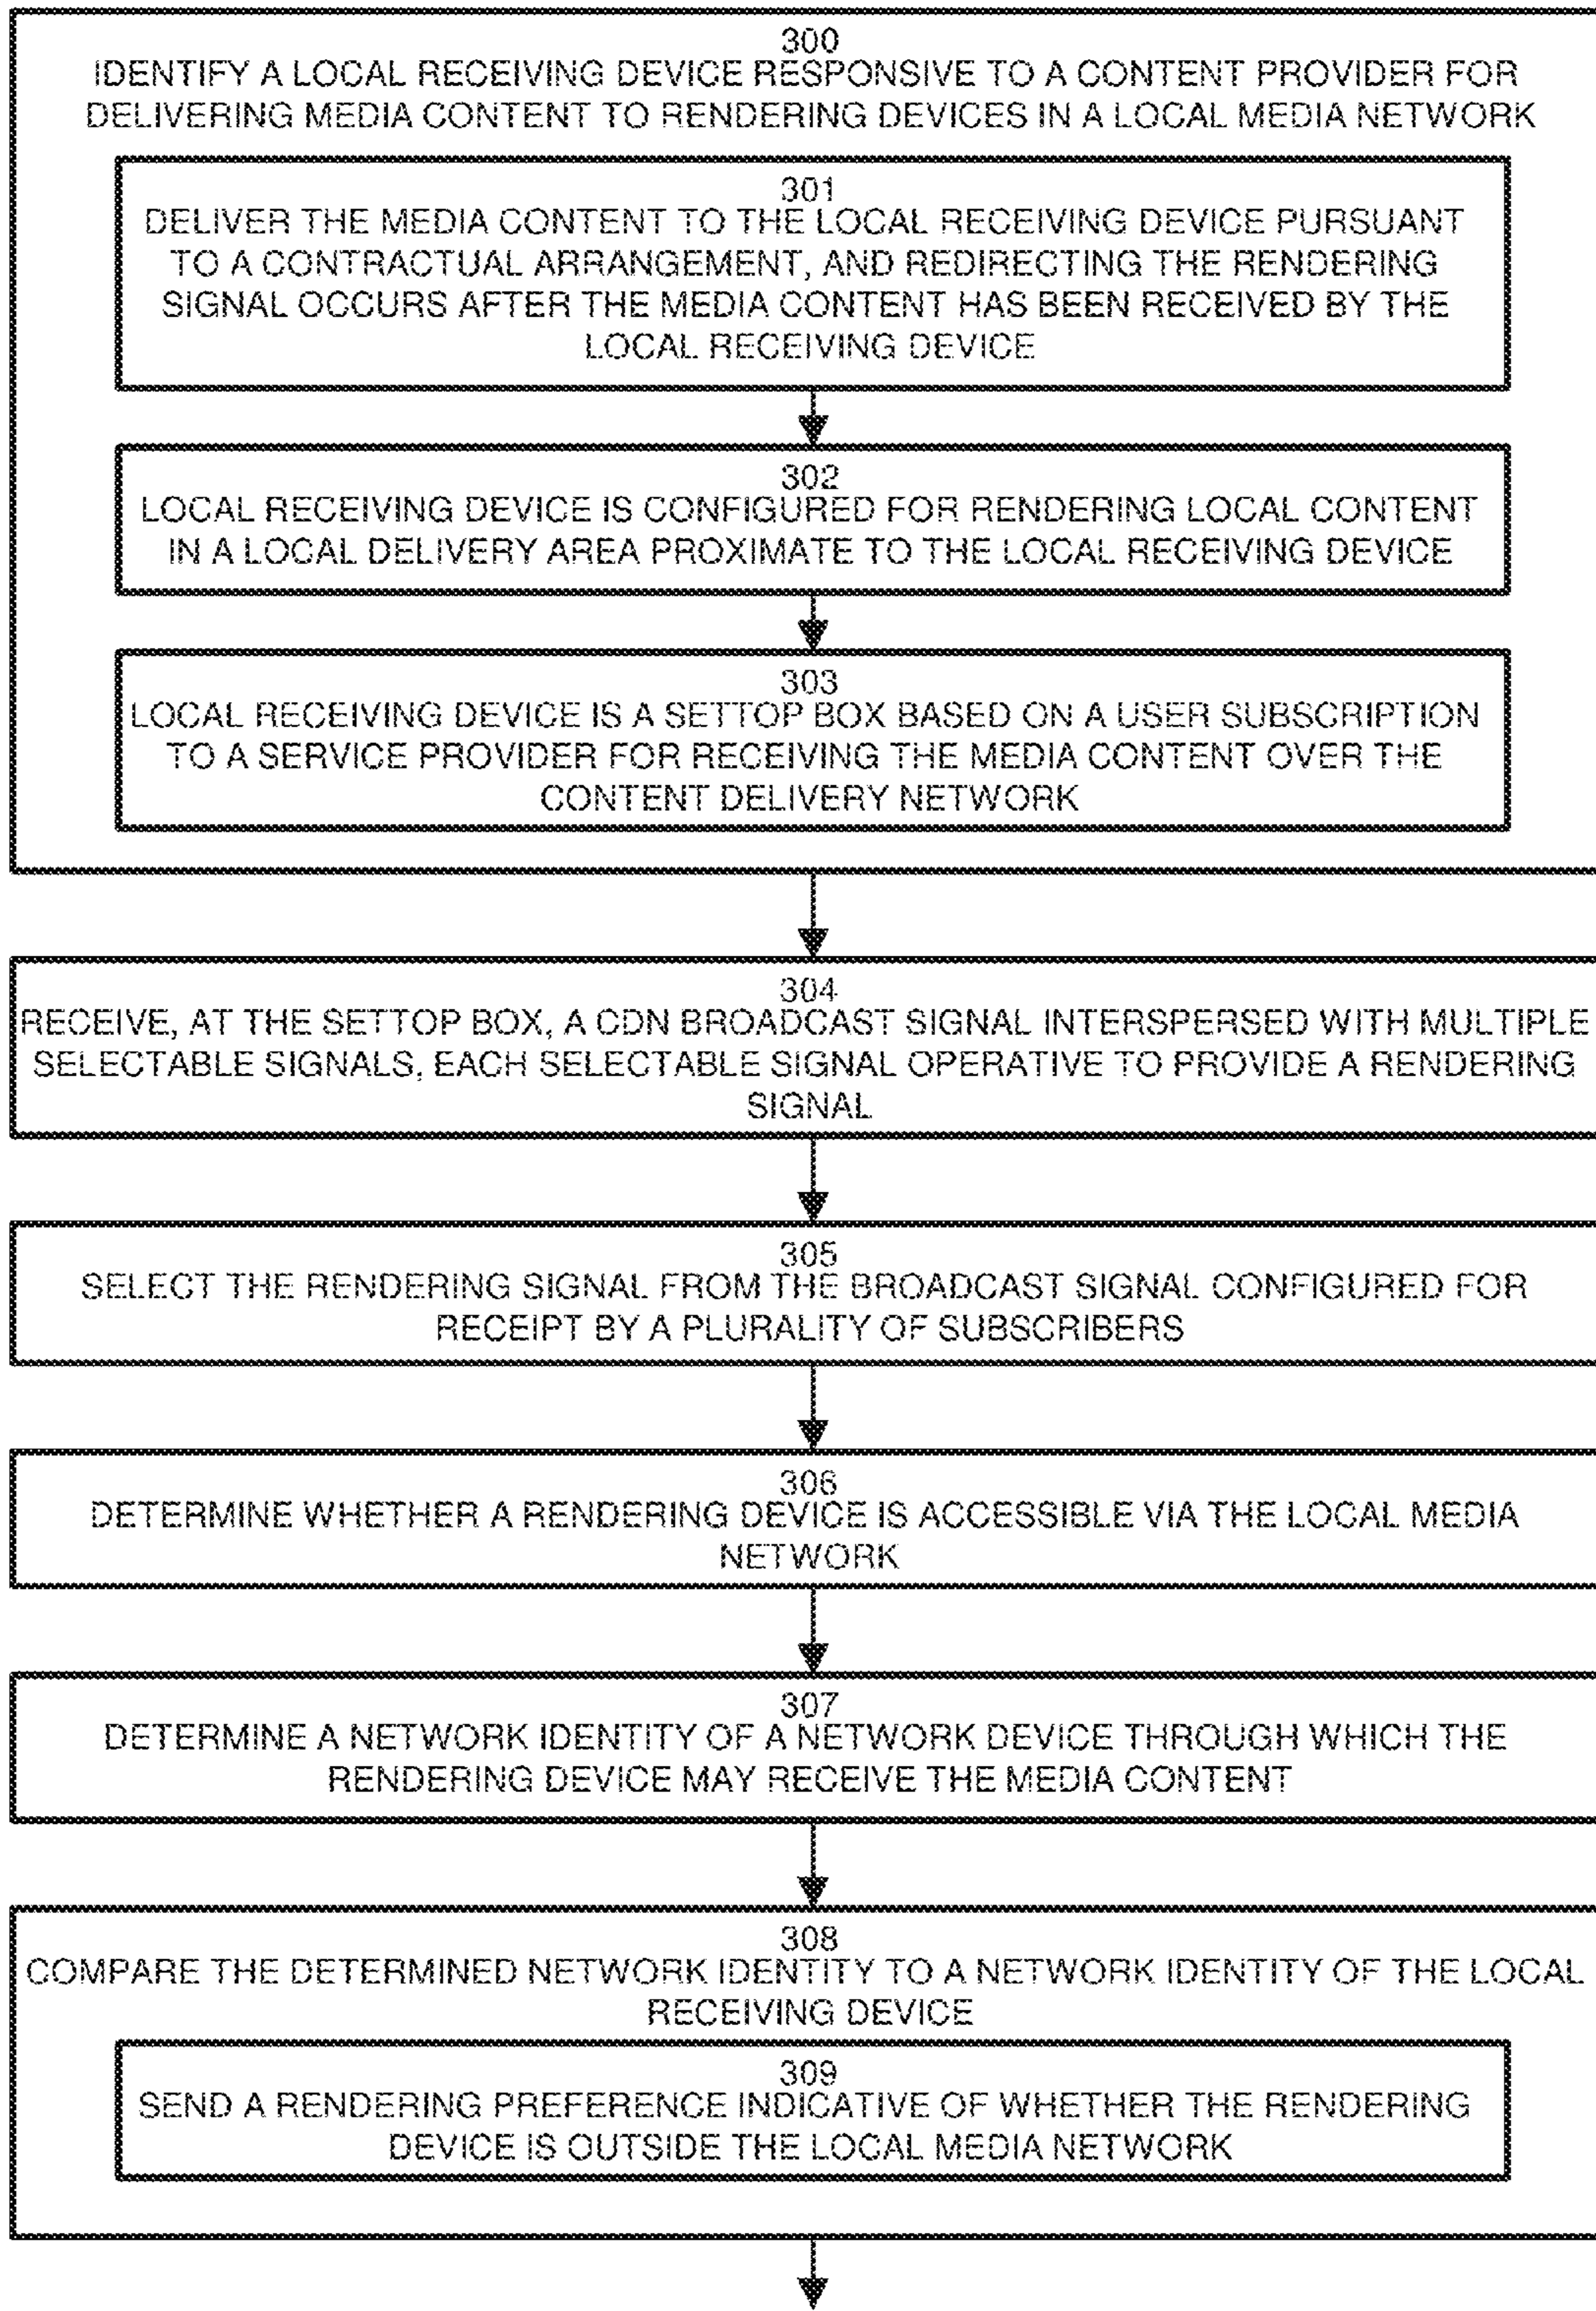 300
IDENTIFY A LOCAL RECEIVING DEVICE RESPONSIVE TO A CONTENT PROVIDER FOR
DELIVERING MEDIA CONTENT TO RENDERING DEVICES IN A LOCAL MEDIA NETWORK
301
DELIVER THE MEDIA CONTENT TO THE LOCAL RECEIVING DEVICE PURSUANT
TO A CONTRACTUAL ARRANGEMENT, AND REDIRECTING THE RENDERING
SIGNAL OCCURS AFTER THE MEDIA CONTENT HAS BEEN RECEIVED BY THE
LOCAL RECEIVING DEVICE
302
LOCAL RECEIVING DEVICE IS CONFIGURED FOR RENDERING LOCAL CONTENT
IN A LOCAL DELIVERY AREA PROXIMATE TO THE LOCAL RECEIVING DEVICE
303
LOCAL RECEIVING DEVICE IS A SETTOP BOX BASED ON A USER SUBSCRIPTION
TO A SERVICE PROVIDER FOR RECEIVING THE MEDIA CONTENT OVER THE
CONTENT DELIVERY NETWORK
304
RECEIVE, AT THE SETTOP BOX, A CDN BROADCAST SIGNAL INTERSPERSED WITH MULTIPLE
SELECTABLE SIGNALS, EACH SELECTABLE SIGNAL OPERATIVE TO PROVIDE A RENDERING
SIGNAL
305
SELECT THE RENDERING SIGNAL FROM THE BROADCAST SIGNAL CONFIGURED FOR
RECEIPT BY A PLURALITY OF SUBSCRIBERS
306
DETERMINE WHETHER A RENDERING DEVICE IS ACCESSIBLE VIA THE LOCAL MEDIA
NETWORK
307
DETERMINE A NETWORK IDENTITY OF A NETWORK DEVICE THROUGH WHICH THE
RENDERING DEVICE MAY RECEIVE THE MEDIA CONTENT
308
COMPARE THE DETERMINED NETWORK IDENTITY TO A NETWORK IDENTITY OF THE LOCAL
RECEIVING DEVICE
309
SEND A RENDERING PREFERENCE INDICATIVE OF WHETHER THE RENDERING
DEVICE IS OUTSIDE THE LOCAL MEDIA NETWORK